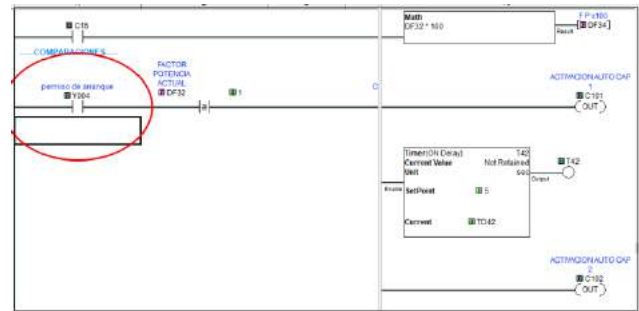 C15
Math
DF32 * 100
F.P x100
DF34
Result
COMPARACIONES
permiso de arranque
Y004
FACTOR
POTENCIA
ACTUAL
DF32
1
ACTIVACION AUTO CAP
1
C101
OUT
Timer (ON Delay) T42
Current Value Not Retained
Unit sec
Enable
SetPoint 5
Current TD42
T42
Output
ACTIVACION AUTO CAP
2
C102
OUT